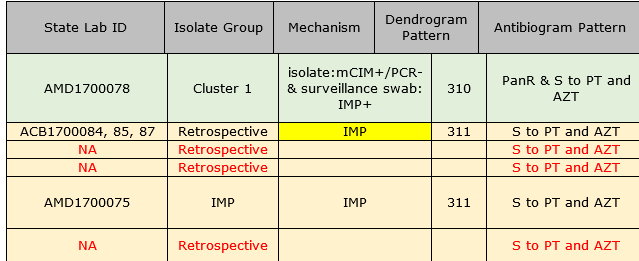 State Lab ID Isolate Group Mechanism Dendrogram Pattern Antibiogram Pattern
AMD1700078 Cluster 1 isolate:mCIM+/PCR- & surveillance swab: IMP+ 310 PanR & S to PT and AZT
ACB1700084, 85, 87 Retrospective IMP 311 S to PT and AZT
NA Retrospective S to PT and AZT
NA Retrospective S to PT and AZT
AMD1700075 IMP IMP 311 S to PT and AZT
NA Retrospective S to PT and AZT